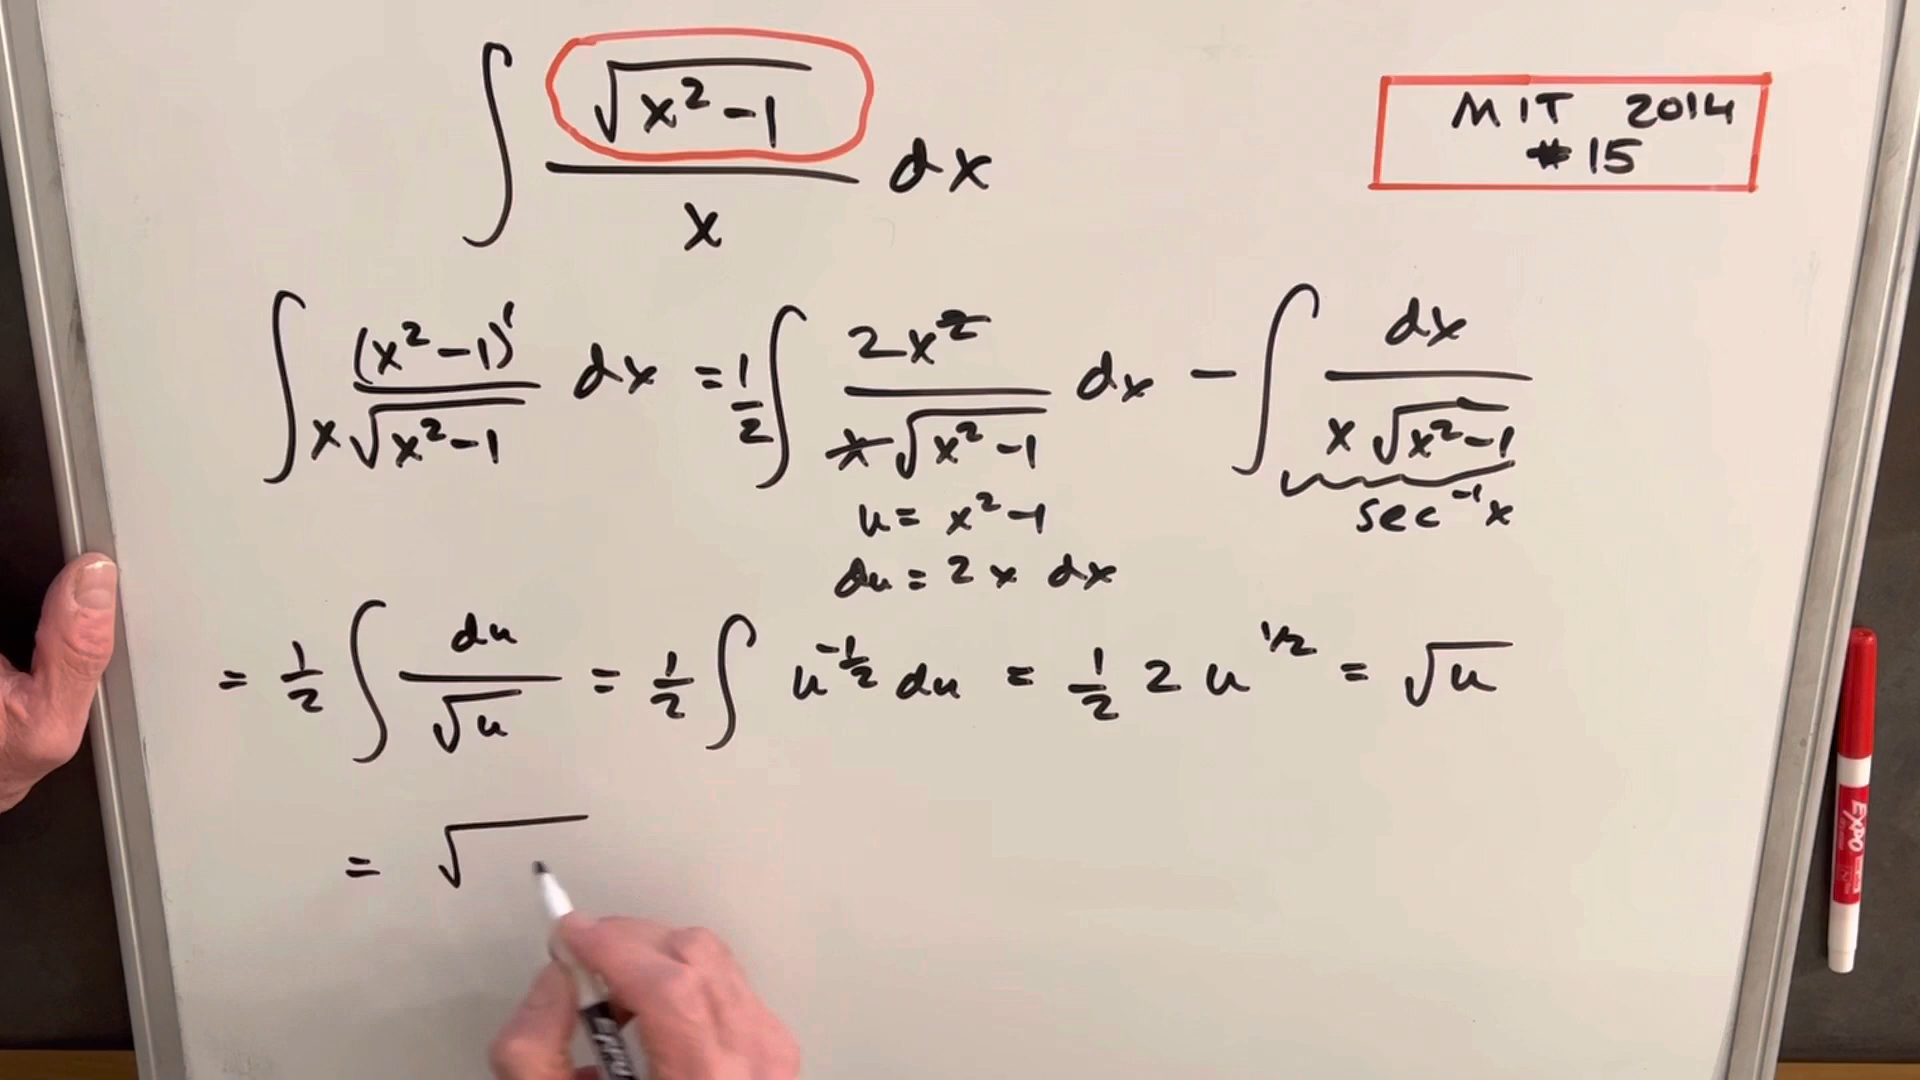 ∫ √(x² -1) / x dx
MIT 2014
# 15
∫ (x² -1)' / x√(x² -1) dx = 1/2 ∫ 2x² / x√(x² -1) dx - ∫ dx / x√(x² -1)
u = x² -1
sec⁻¹ x
du = 2x dx
= 1/2 ∫ du / √u = 1/2 ∫ u^(-1/2) du = 1/2 2 u^(1/2) = √u
= √
EXPO